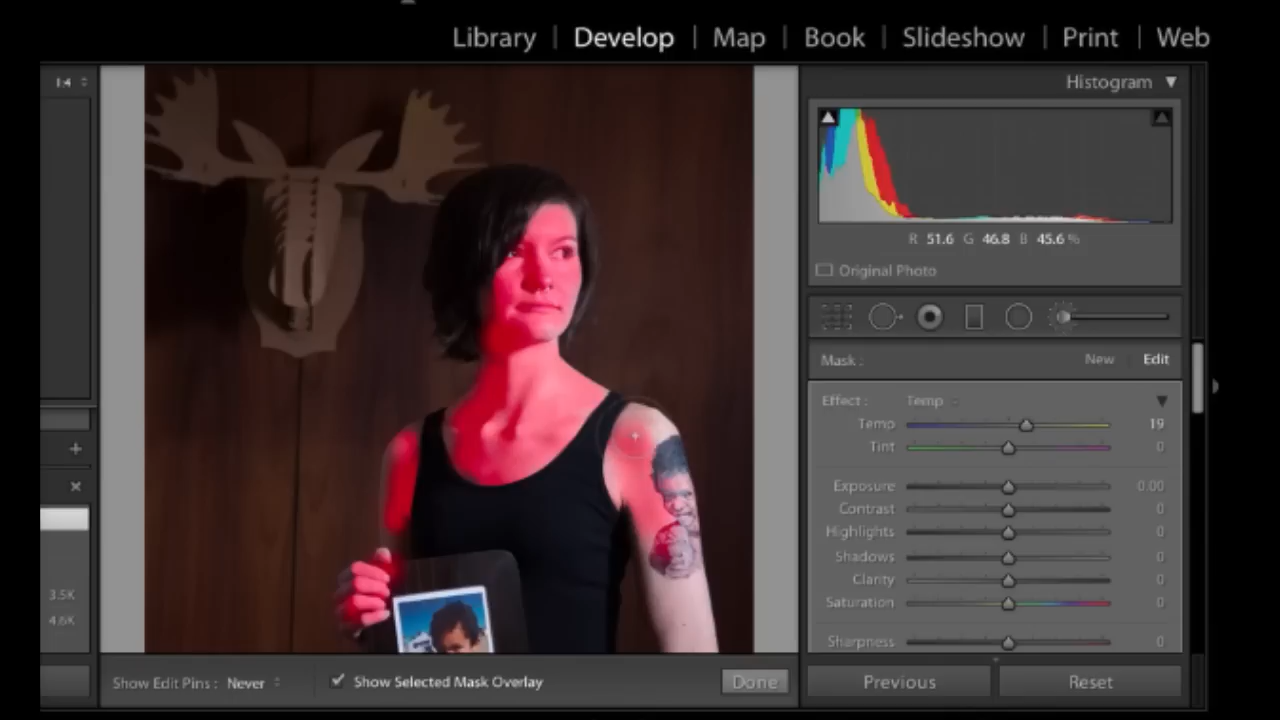 Library | Develop | Map | Book | Slideshow | Print | Web
1:4
Histogram
R 51.6 G 46.8 B 45.6 %
Original Photo
Mask : New Edit
Effect : Temp
Temp 19
Tint 0
Exposure 0.00
Contrast 0
Highlights 0
Shadows 0
Clarity 0
Saturation 0
3.5K
4.6K
Sharpness 0
Show Edit Pins : Never Show Selected Mask Overlay Done Previous Reset